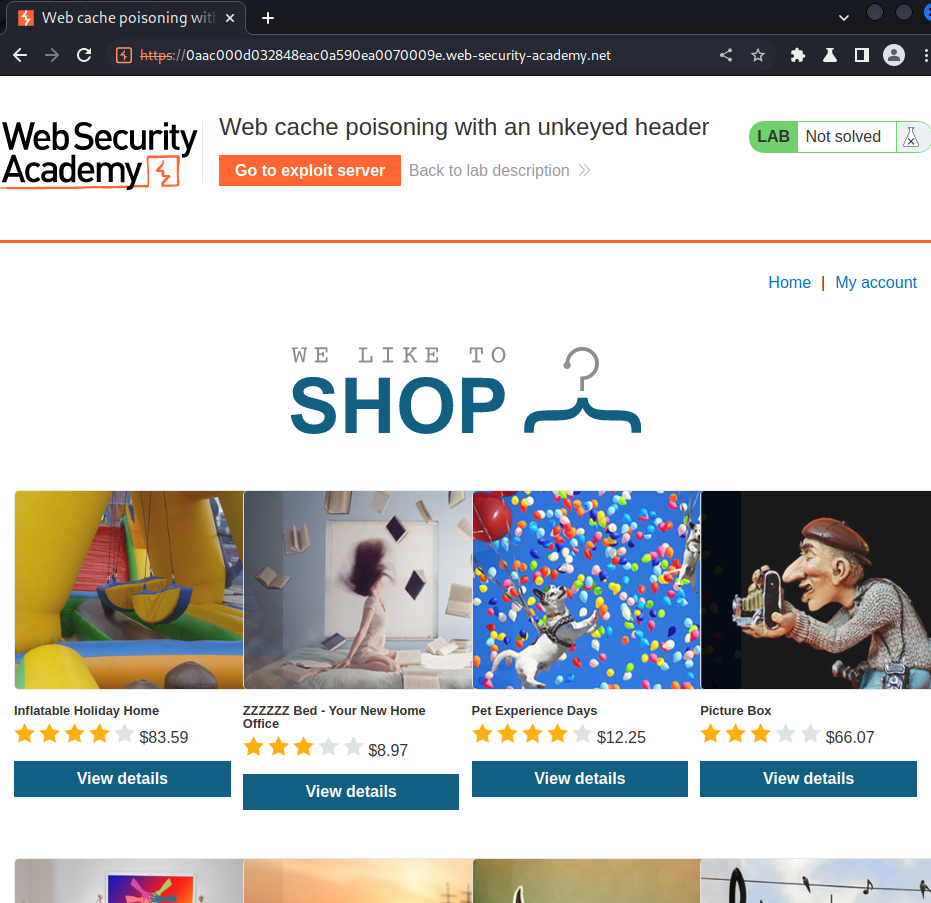 Web cache poisoning wit
https://0aac000d032848eac0a590ea0070009e.web-security-academy.net
WebSecurity
Academy
Web cache poisoning with an unkeyed header
Go to exploit server
Back to lab description
LAB
Not solved
Home | My account
WE LIKE TO
SHOP
Inflatable Holiday Home
$83.59
View details
ZZZZZZ Bed - Your New Home
Office
$8.97
View details
Pet Experience Days
$12.25
View details
Picture Box
$66.07
View details